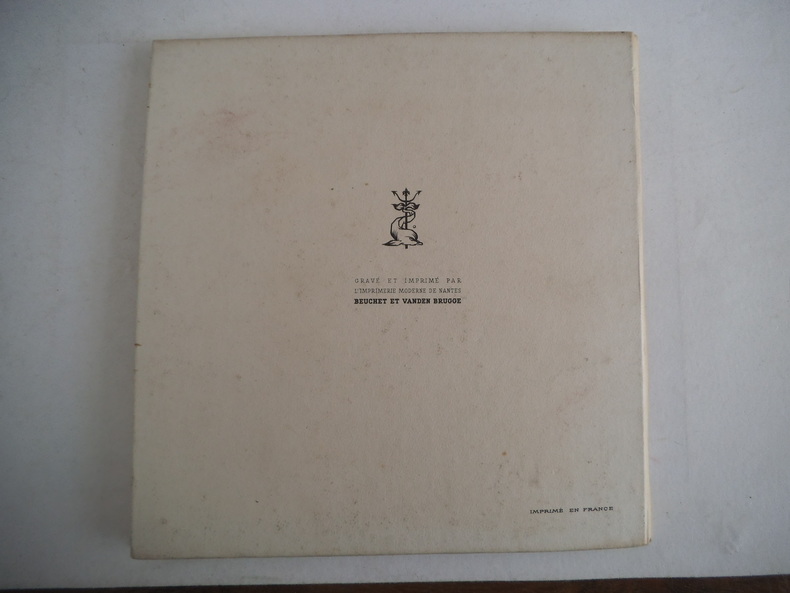 GRAVÉ ET IMPRIMÉ PAR
L'IMPRIMERIE MODERNE DE NANTES
BEUCHET ET VANDEN BRUGGE
IMPRIMÉ EN FRANCE